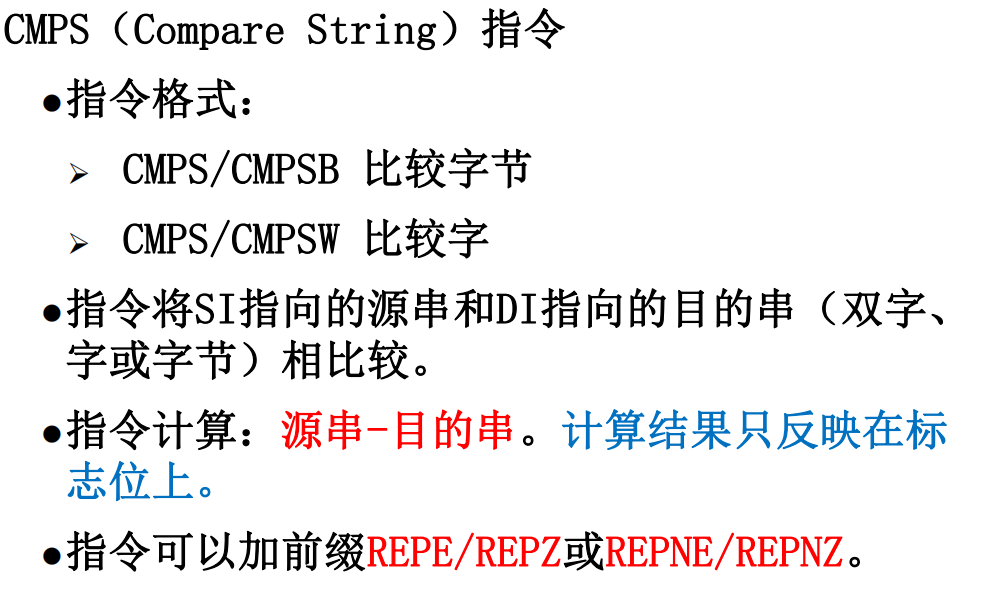 CMPS（Compare String）指令
●指令格式：
➢ CMPS/CMPSB 比较字节
➢ CMPS/CMPSW 比较字
●指令将SI指向的源串和DI指向的目的串（双字、
字或字节）相比较。
●指令计算：源串-目的串。计算结果只反映在标
志位上。
●指令可以加前缀REPE/REPZ或REPNE/REPNZ。